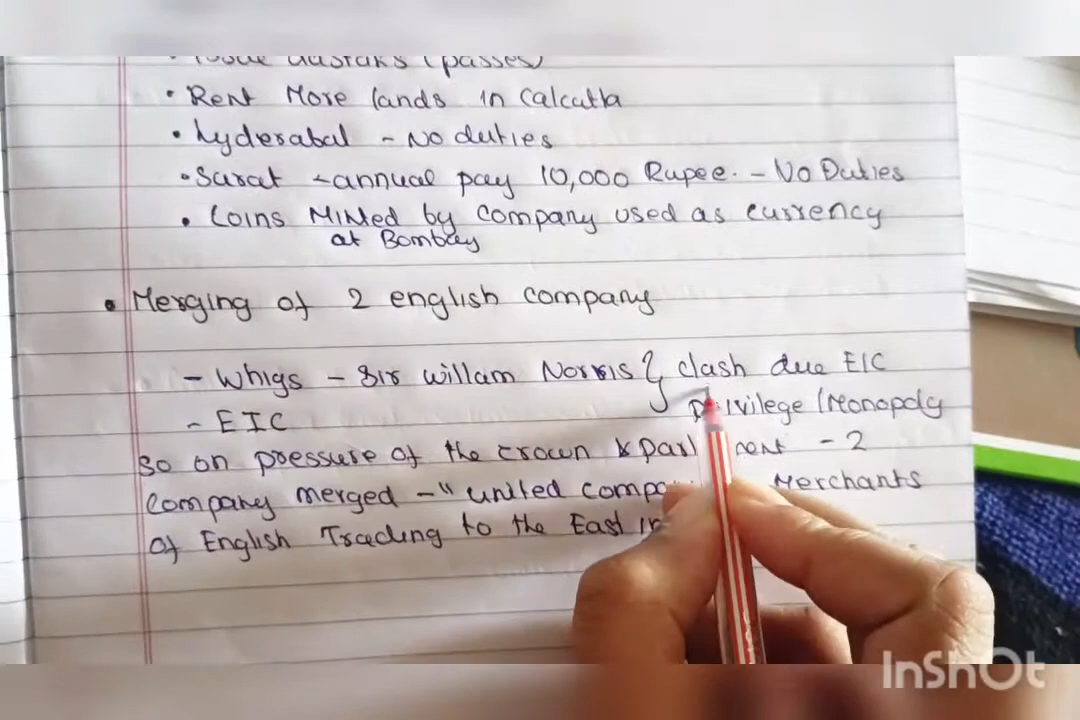 (passes)
• Rent More lands in Calcutta
• hyderabal - No duties
• Surat - annual pay 10,000 Rupee. - No Duties
• Coins Minted by Company used as currency
at Bombay
• Merging of 2 english company
- Whigs - Sir Willam Norris } clash due EIC
- EIC privilege/Monopoly
so on pressure of the crown & - 2
company merged - " united Merchants
of English Trading to the East
InShOt